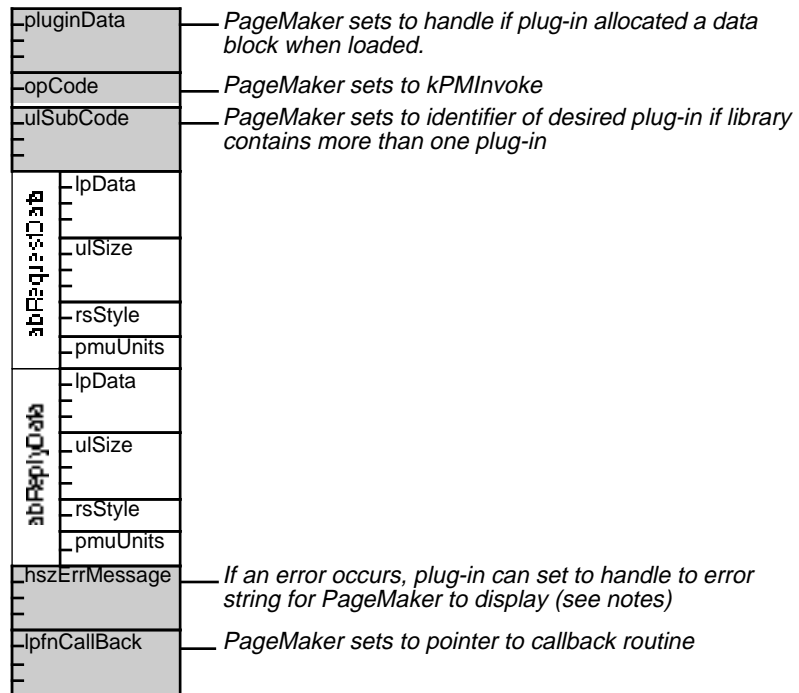 pluginData
PageMaker sets to handle if plug-in allocated a data
block when loaded.
opCode
PageMaker sets to kPMInvoke
ulSubCode
PageMaker sets to identifier of desired plug-in if library
contains more than one plug-in
abRequestData
lpData
ulSize
rsStyle
pmuUnits
abReplyData
lpData
ulSize
rsStyle
pmuUnits
hszErrMessage
If an error occurs, plug-in can set to handle to error
string for PageMaker to display (see notes)
lpfnCallBack
PageMaker sets to pointer to callback routine